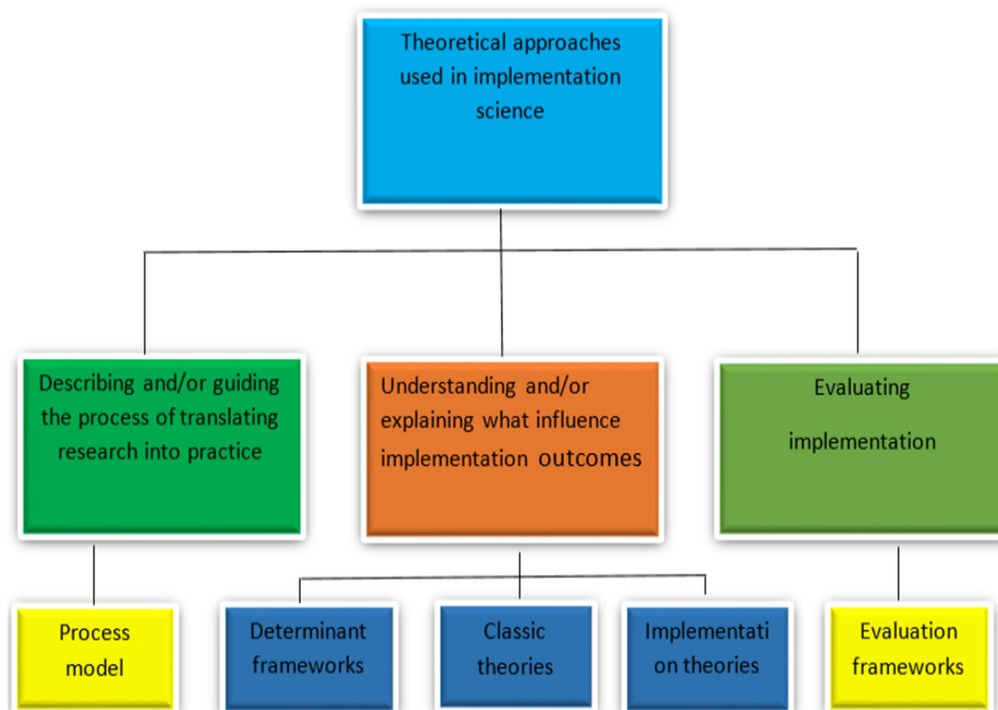 Theoretical approaches
used in implementation
science
Describing and/or guiding
the process of translating
research into practice
Understanding and/or
explaining what influence
implementation outcomes
Evaluating
implementation
Process
model
Determinant
frameworks
Classic
theories
Implementati
on theories
Evaluation
frameworks